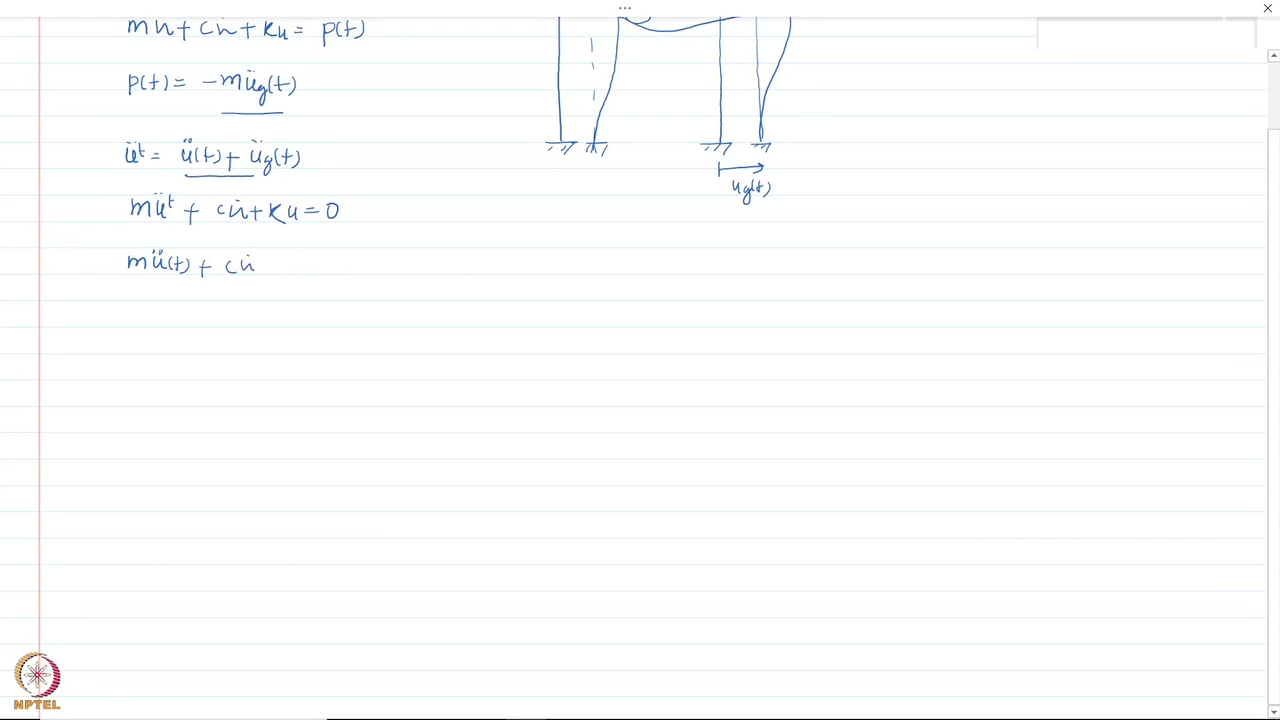 mü + cu̇ + ku = p(t)
p(t) = -müg(t)
üᵗ = ü(t) + üg(t)
ug(t)
müᵗ + cu̇ + ku = 0
mü(t) + cu̇
NPTEL